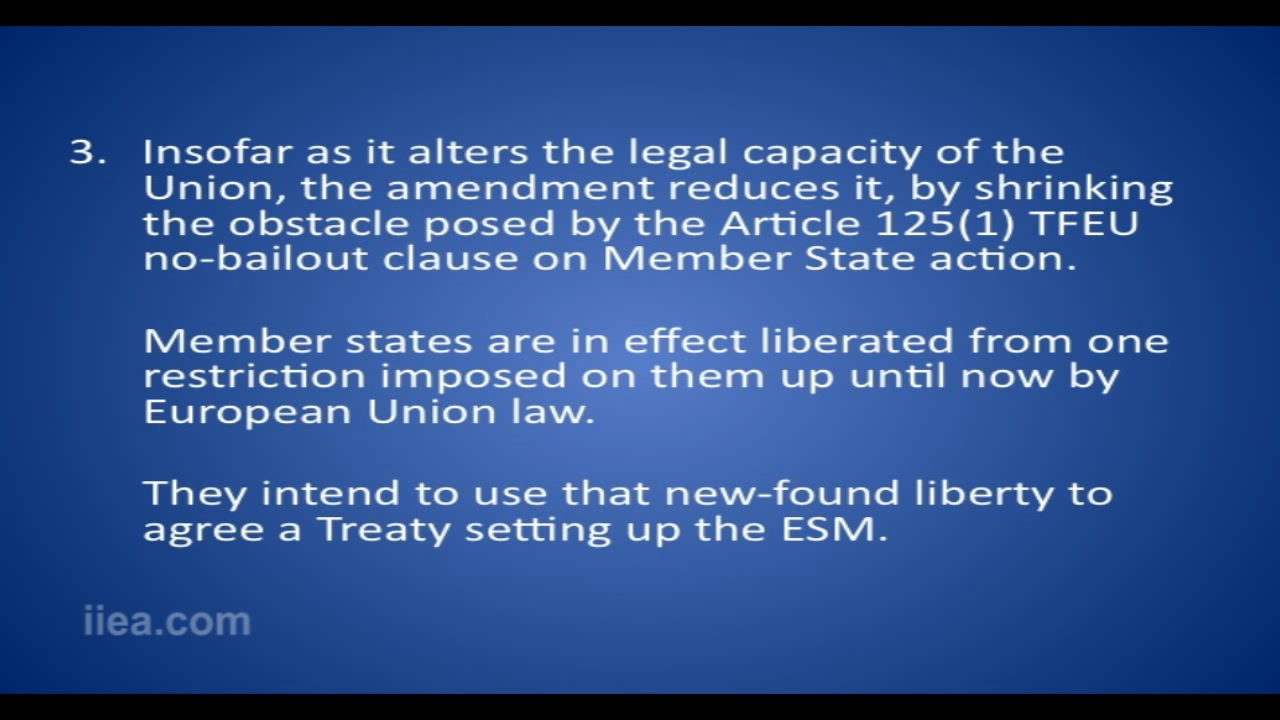 3. Insofar as it alters the legal capacity of the
Union, the amendment reduces it, by shrinking
the obstacle posed by the Article 125(1) TFEU
no-bailout clause on Member State action.
Member states are in effect liberated from one
restriction imposed on them up until now by
European Union law.
They intend to use that new-found liberty to
agree a Treaty setting up the ESM.
iiea.com